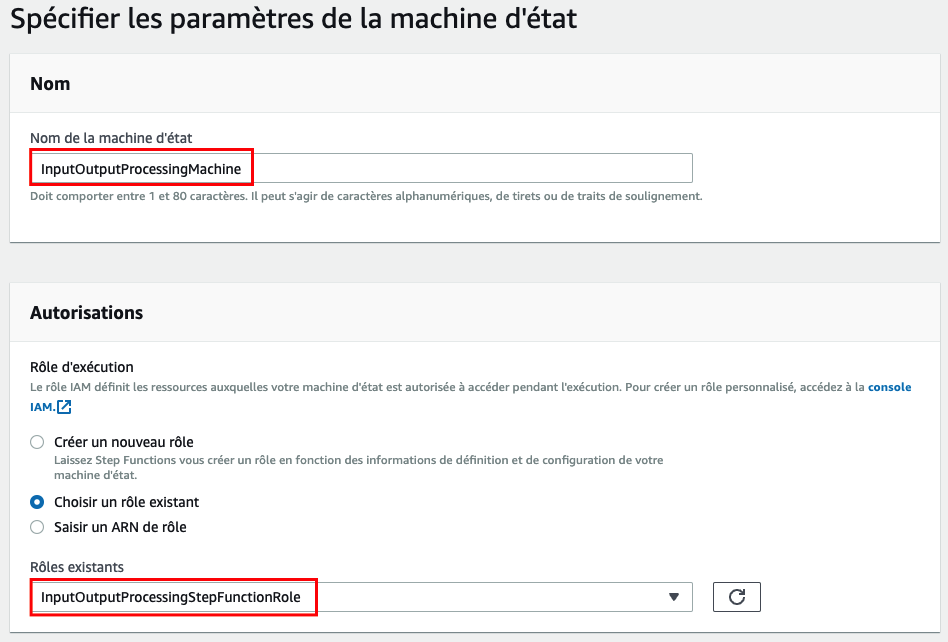 Spécifier les paramètres de la machine d'état
Nom
Nom de la machine d'état
InputOutputProcessingMachine
Doit comporter entre 1 et 80 caractères. Il peut s'agir de caractères alphanumériques, de tirets ou de traits de soulignement.
Autorisations
Rôle d'exécution
Le rôle IAM définit les ressources auxquelles votre machine d'état est autorisée à accéder pendant l'exécution. Pour créer un rôle personnalisé, accédez à la console
IAM.
Créer un nouveau rôle
Laissez Step Functions vous créer un rôle en fonction des informations de définition et de configuration de votre
machine d'état.
Choisir un rôle existant
Saisir un ARN de rôle
Rôles existants
InputOutputProcessingStepFunctionRole